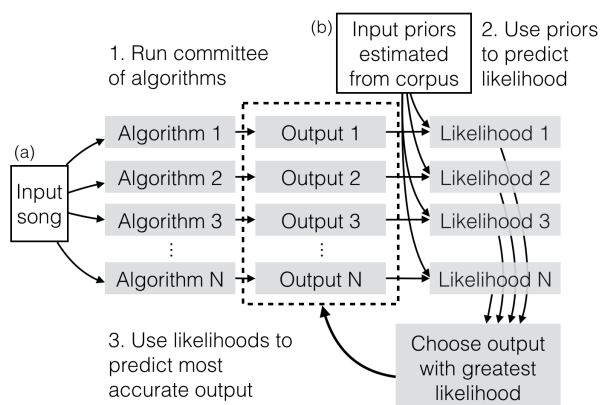 1. Run committee
of algorithms
(b)
Input priors
estimated
from corpus
2. Use priors
to predict
likelihood
(a)
Input
song
Algorithm 1
Output 1
Likelihood 1
Algorithm 2
Output 2
Likelihood 2
Algorithm 3
Output 3
Likelihood 3
⋮
⋮
Algorithm N
Output N
Likelihood N
3. Use likelihoods to
predict most
accurate output
Choose output
with greatest
likelihood